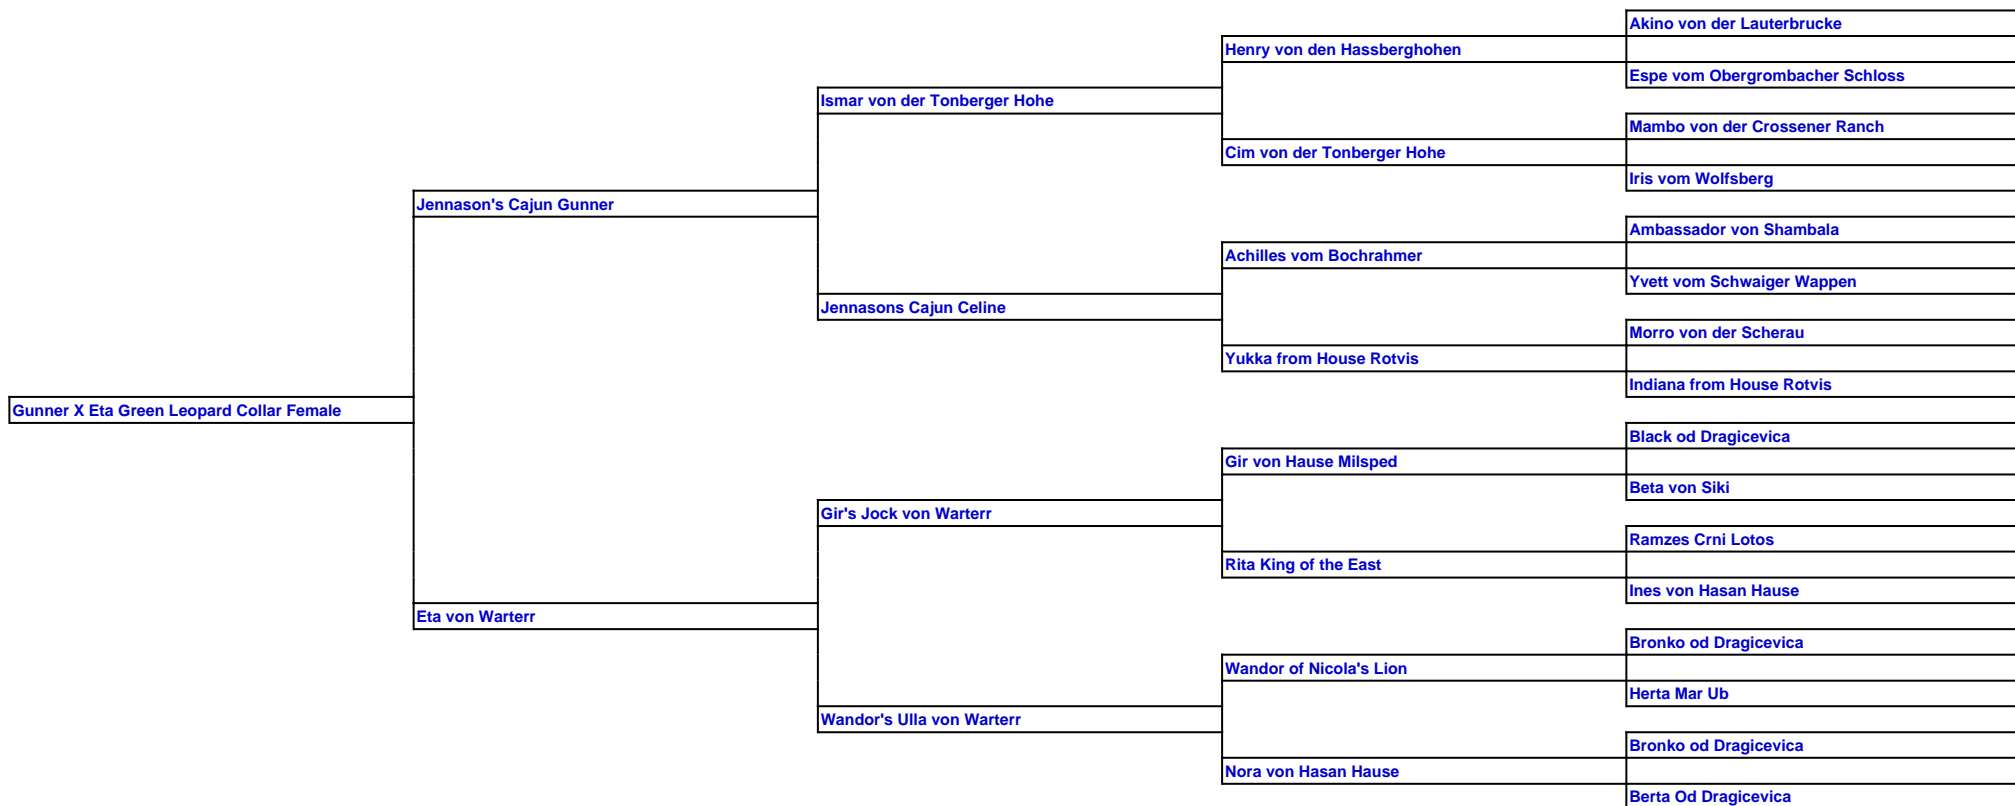 Akino von der Lauterbrucke
Henry von den Hassberghohen
Espe vom Obergrombacher Schloss
Ismar von der Tonberger Hohe
Mambo von der Crossener Ranch
Cim von der Tonberger Hohe
Iris vom Wolfsberg
Jennason's Cajun Gunner
Ambassador von Shambala
Achilles vom Bochrahmer
Yvett vom Schwaiger Wappen
Jennasons Cajun Celine
Morro von der Scherau
Yukka from House Rotvis
Indiana from House Rotvis
Gunner X Eta Green Leopard Collar Female
Black od Dragicevica
Gir von Hause Milsped
Beta von Siki
Gir's Jock von Warterr
Ramzes Crni Lotos
Rita King of the East
Ines von Hasan Hause
Eta von Warterr
Bronko od Dragicevica
Wandor of Nicola's Lion
Herta Mar Ub
Wandor's Ulla von Warterr
Bronko od Dragicevica
Nora von Hasan Hause
Berta Od Dragicevica